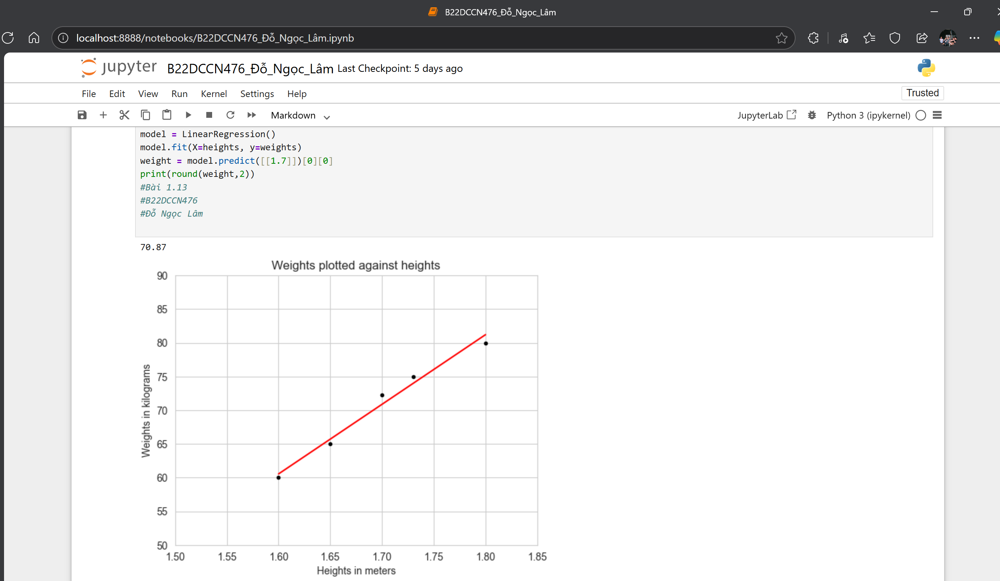 B22DCCN476_Đỗ_Ngọc_Lâm
localhost:8888/notebooks/B22DCCN476_Đỗ_Ngọc_Lâm.ipynb
jupyter B22DCCN476_Đỗ_Ngọc_Lâm Last Checkpoint: 5 days ago
File Edit View Run Kernel Settings Help Trusted
Markdown JupyterLab Python 3 (ipykernel)
model = LinearRegression()
model.fit(X=heights, y=weights)
weight = model.predict([[1.7]])[0][0]
print(round(weight,2))
#Bài 1.13
#B22DCCN476
#Đỗ Ngọc Lâm
70.87
Weights plotted against heights
90
85
80
75
70
65
60
55
50
Weights in kilograms
1.50 1.55 1.60 1.65 1.70 1.75 1.80 1.85
Heights in meters